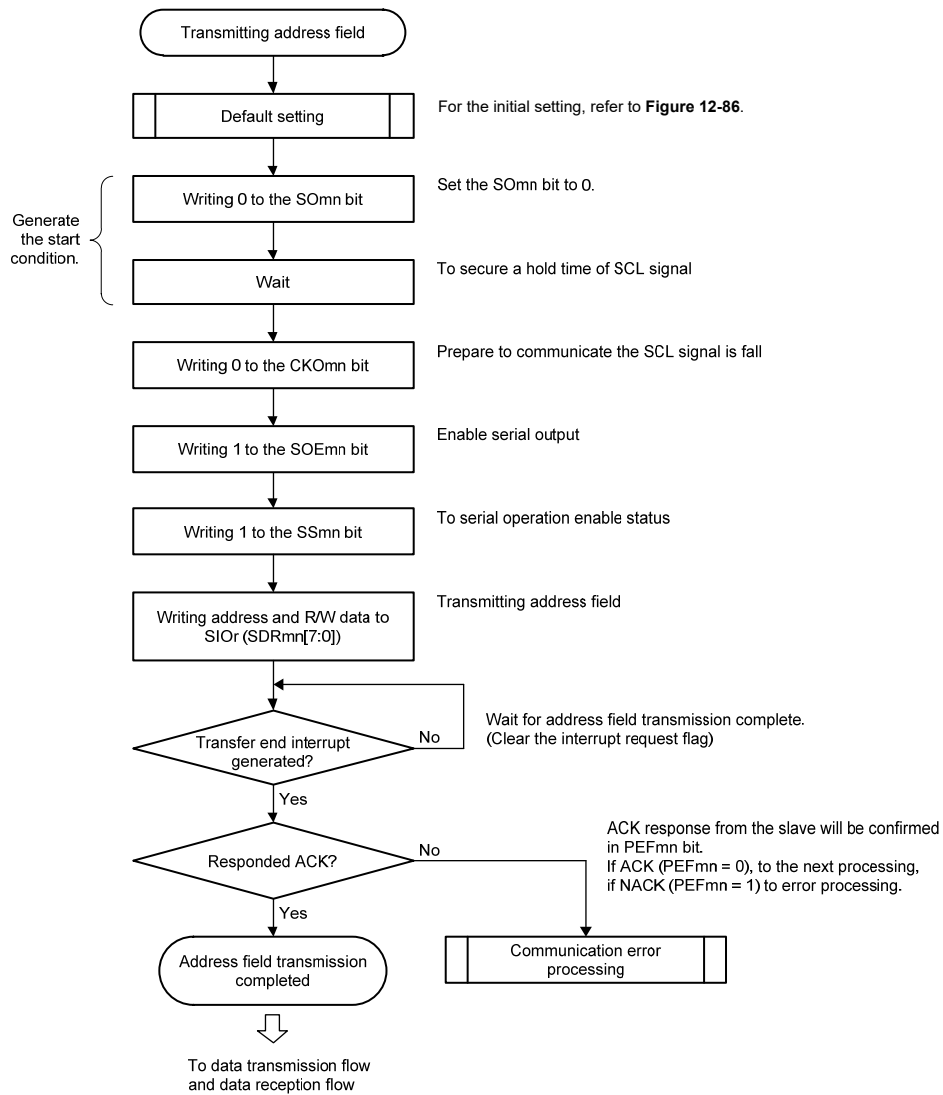 Transmitting address field
Default setting
For the initial setting, refer to Figure 12-86.
Generate
the start
condition.
Writing 0 to the SOmn bit
Set the SOmn bit to 0.
Wait
To secure a hold time of SCL signal
Writing 0 to the CKOmn bit
Prepare to communicate the SCL signal is fall
Writing 1 to the SOEmn bit
Enable serial output
Writing 1 to the SSmn bit
To serial operation enable status
Writing address and R/W data to
SIOr (SDRmn[7:0])
Transmitting address field
Transfer end interrupt
generated?
No
Wait for address field transmission complete.
(Clear the interrupt request flag)
Yes
Responded ACK?
No
ACK response from the slave will be confirmed
in PEFmn bit.
If ACK (PEFmn = 0), to the next processing,
if NACK (PEFmn = 1) to error processing.
Yes
Address field transmission
completed
Communication error
processing
To data transmission flow
and data reception flow